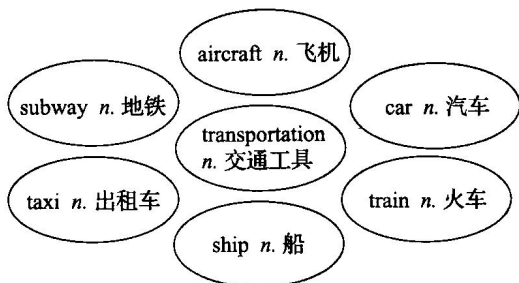 aircraft n. 飞机
subway n. 地铁
car n. 汽车
transportation
n. 交通工具
taxi n. 出租车
train n. 火车
ship n. 船